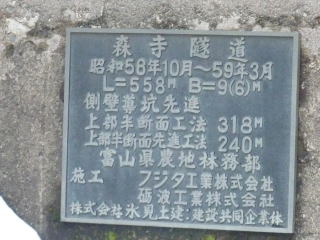 森寺隧道
昭和58年10月～59年3月
L=558M B=9(6)M
側壁導坑先進
上部半断面工法 318M
上部半断面先進工法 240M
富山県農地林務部
施工 フジタ工業株式会社
砺波工業株式会社
株式会社氷見土建 建設共同企業体